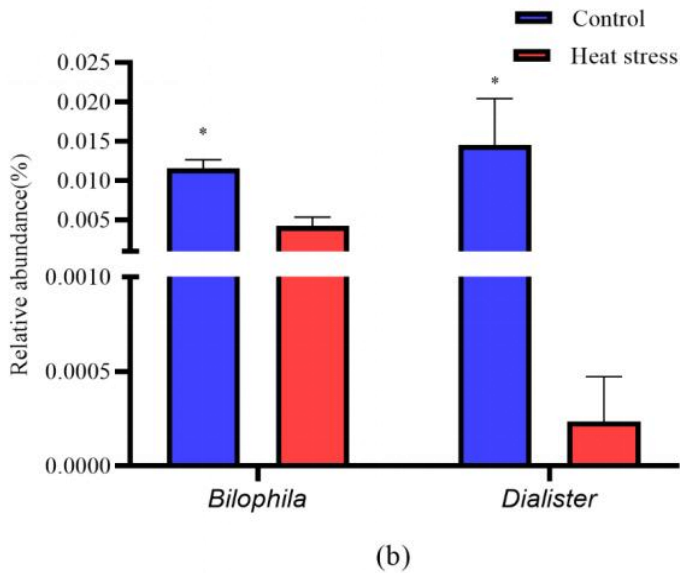 Control
Heat stress
0.025
0.020
0.015
0.010
0.005
0.0010
0.0005
0.0000
Relative abundance(%)
*
*
Bilophila
Dialister
(b)